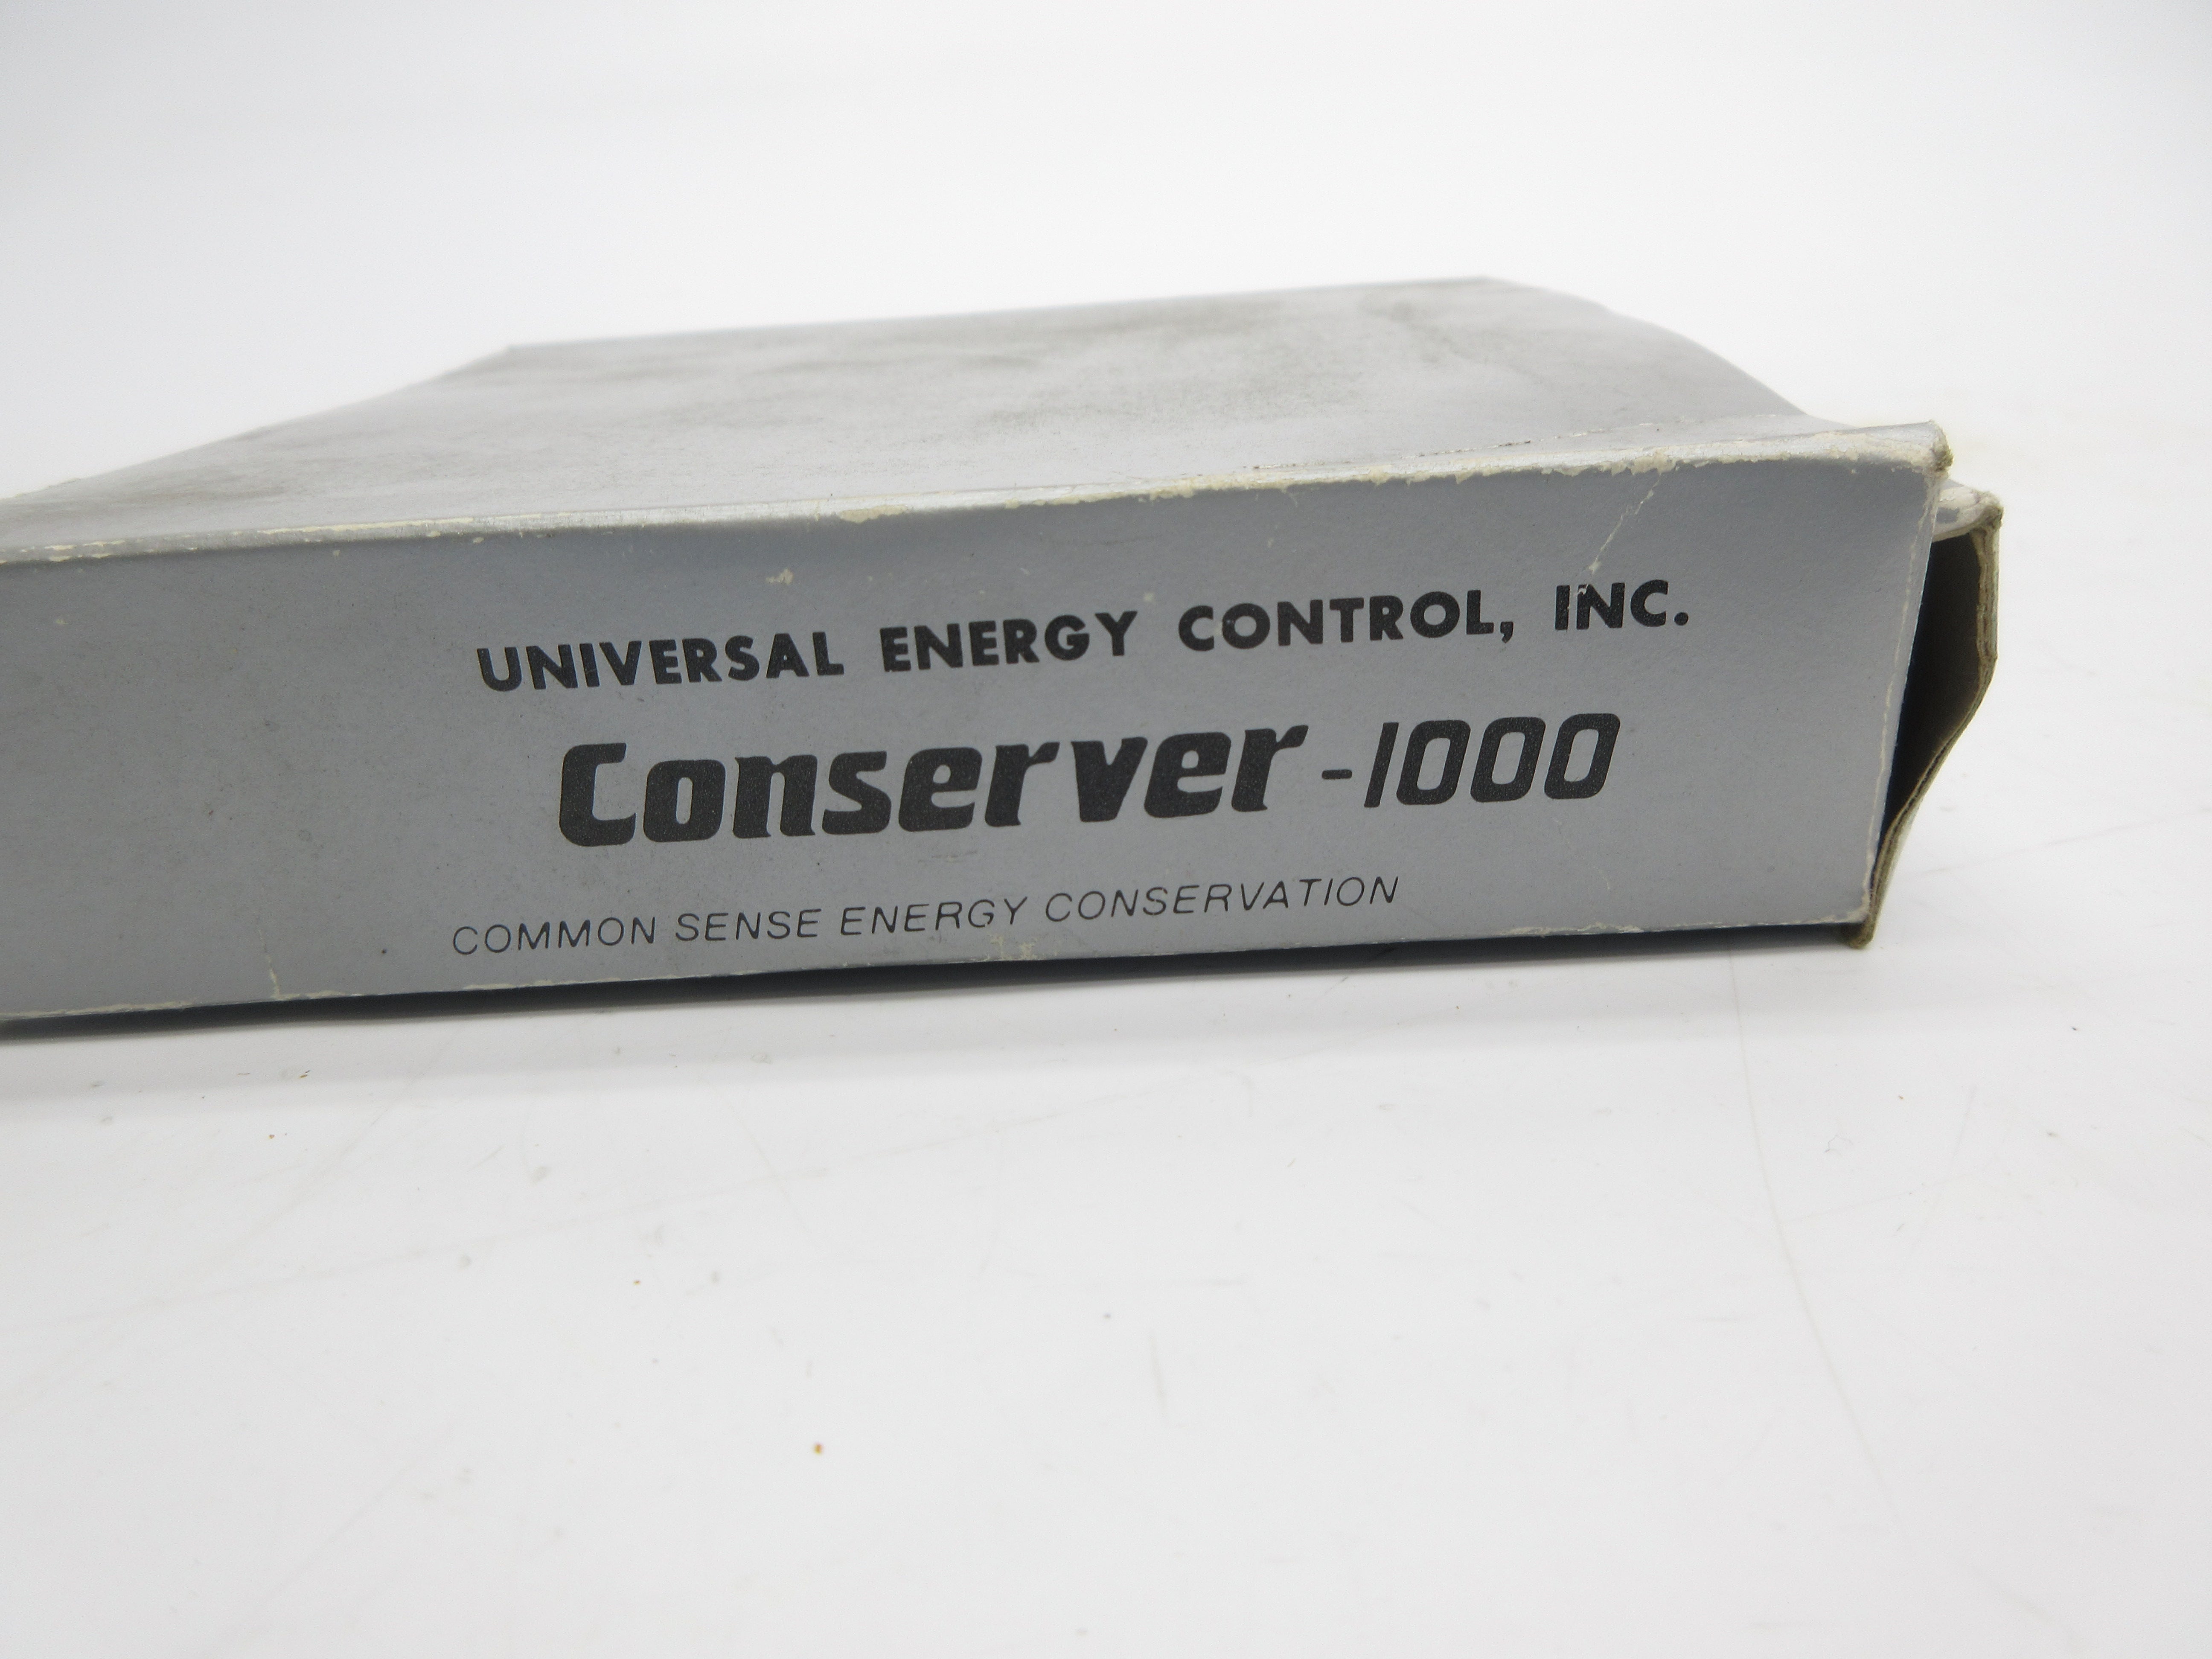 UNIVERSAL ENERGY CONTROL, INC.
Conserver-1000
COMMON SENSE ENERGY CONSERVATION